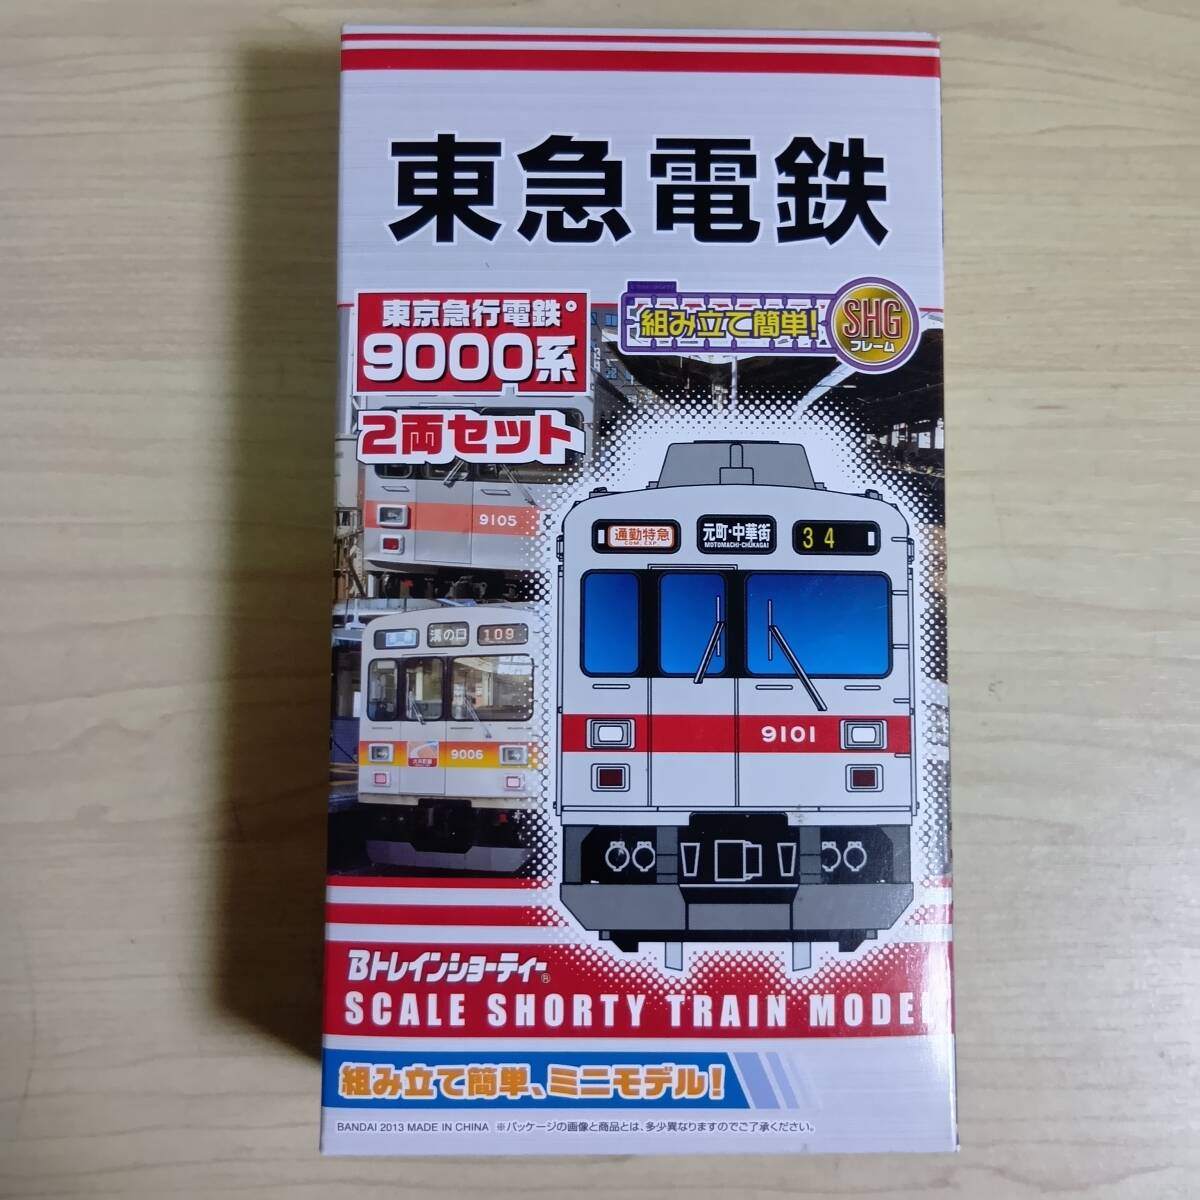 東急電鉄
東京急行電鉄®
9000系
2両セット
組み立て簡単!
SHG
フレーム
9105
通勤特急
COM. EXP.
元町・中華街
MOTOMACHI-CHUKAGAI
34
溝の口
109
9006
9101
Bトレインショーティー®
SCALE SHORTY TRAIN MODEL
組み立て簡単、ミニモデル!
BANDAI 2013 MADE IN CHINA ※パッケージの画像と商品とは、多少異なりますのでご了承ください。